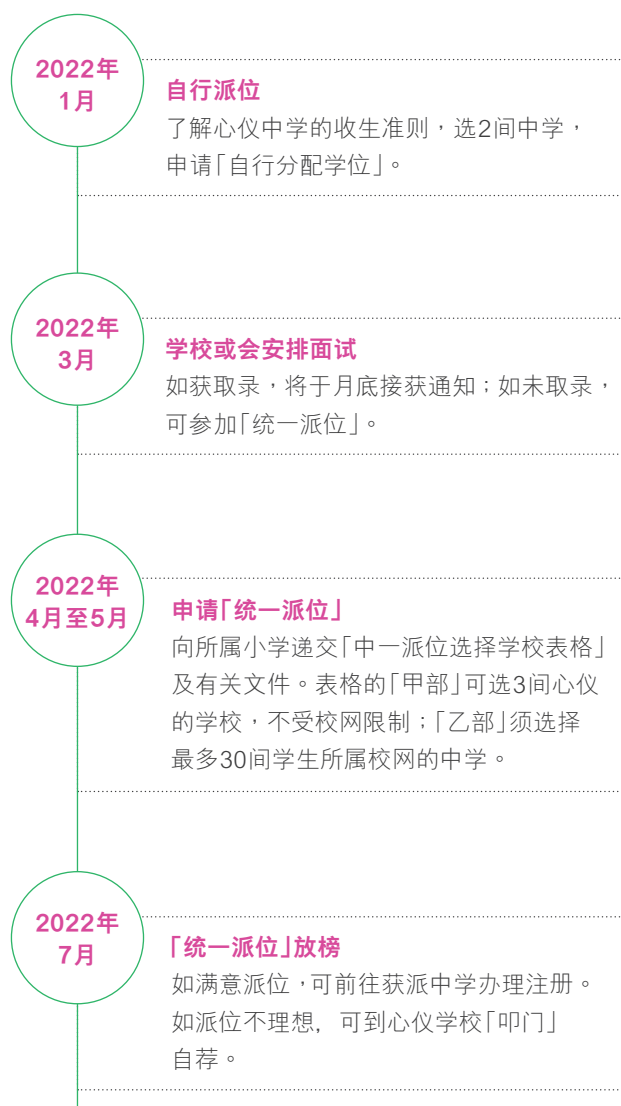 2022年
1月
自行派位
了解心仪中学的收生准则，选2间中学，
申请「自行分配学位」。
2022年
3月
学校或会安排面试
如获取录，将于月底接获通知；如未取录，
可参加「统一派位」。
2022年
4月至5月
申请「统一派位」
向所属小学递交「中一派位选择学校表格」
及有关文件。表格的「甲部」可选3间心仪
的学校，不受校网限制；「乙部」须选择
最多30间学生所属校网的中学。
2022年
7月
「统一派位」放榜
如满意派位，可前往获派中学办理注册。
如派位不理想，可到心仪学校「叩门」
自荐。